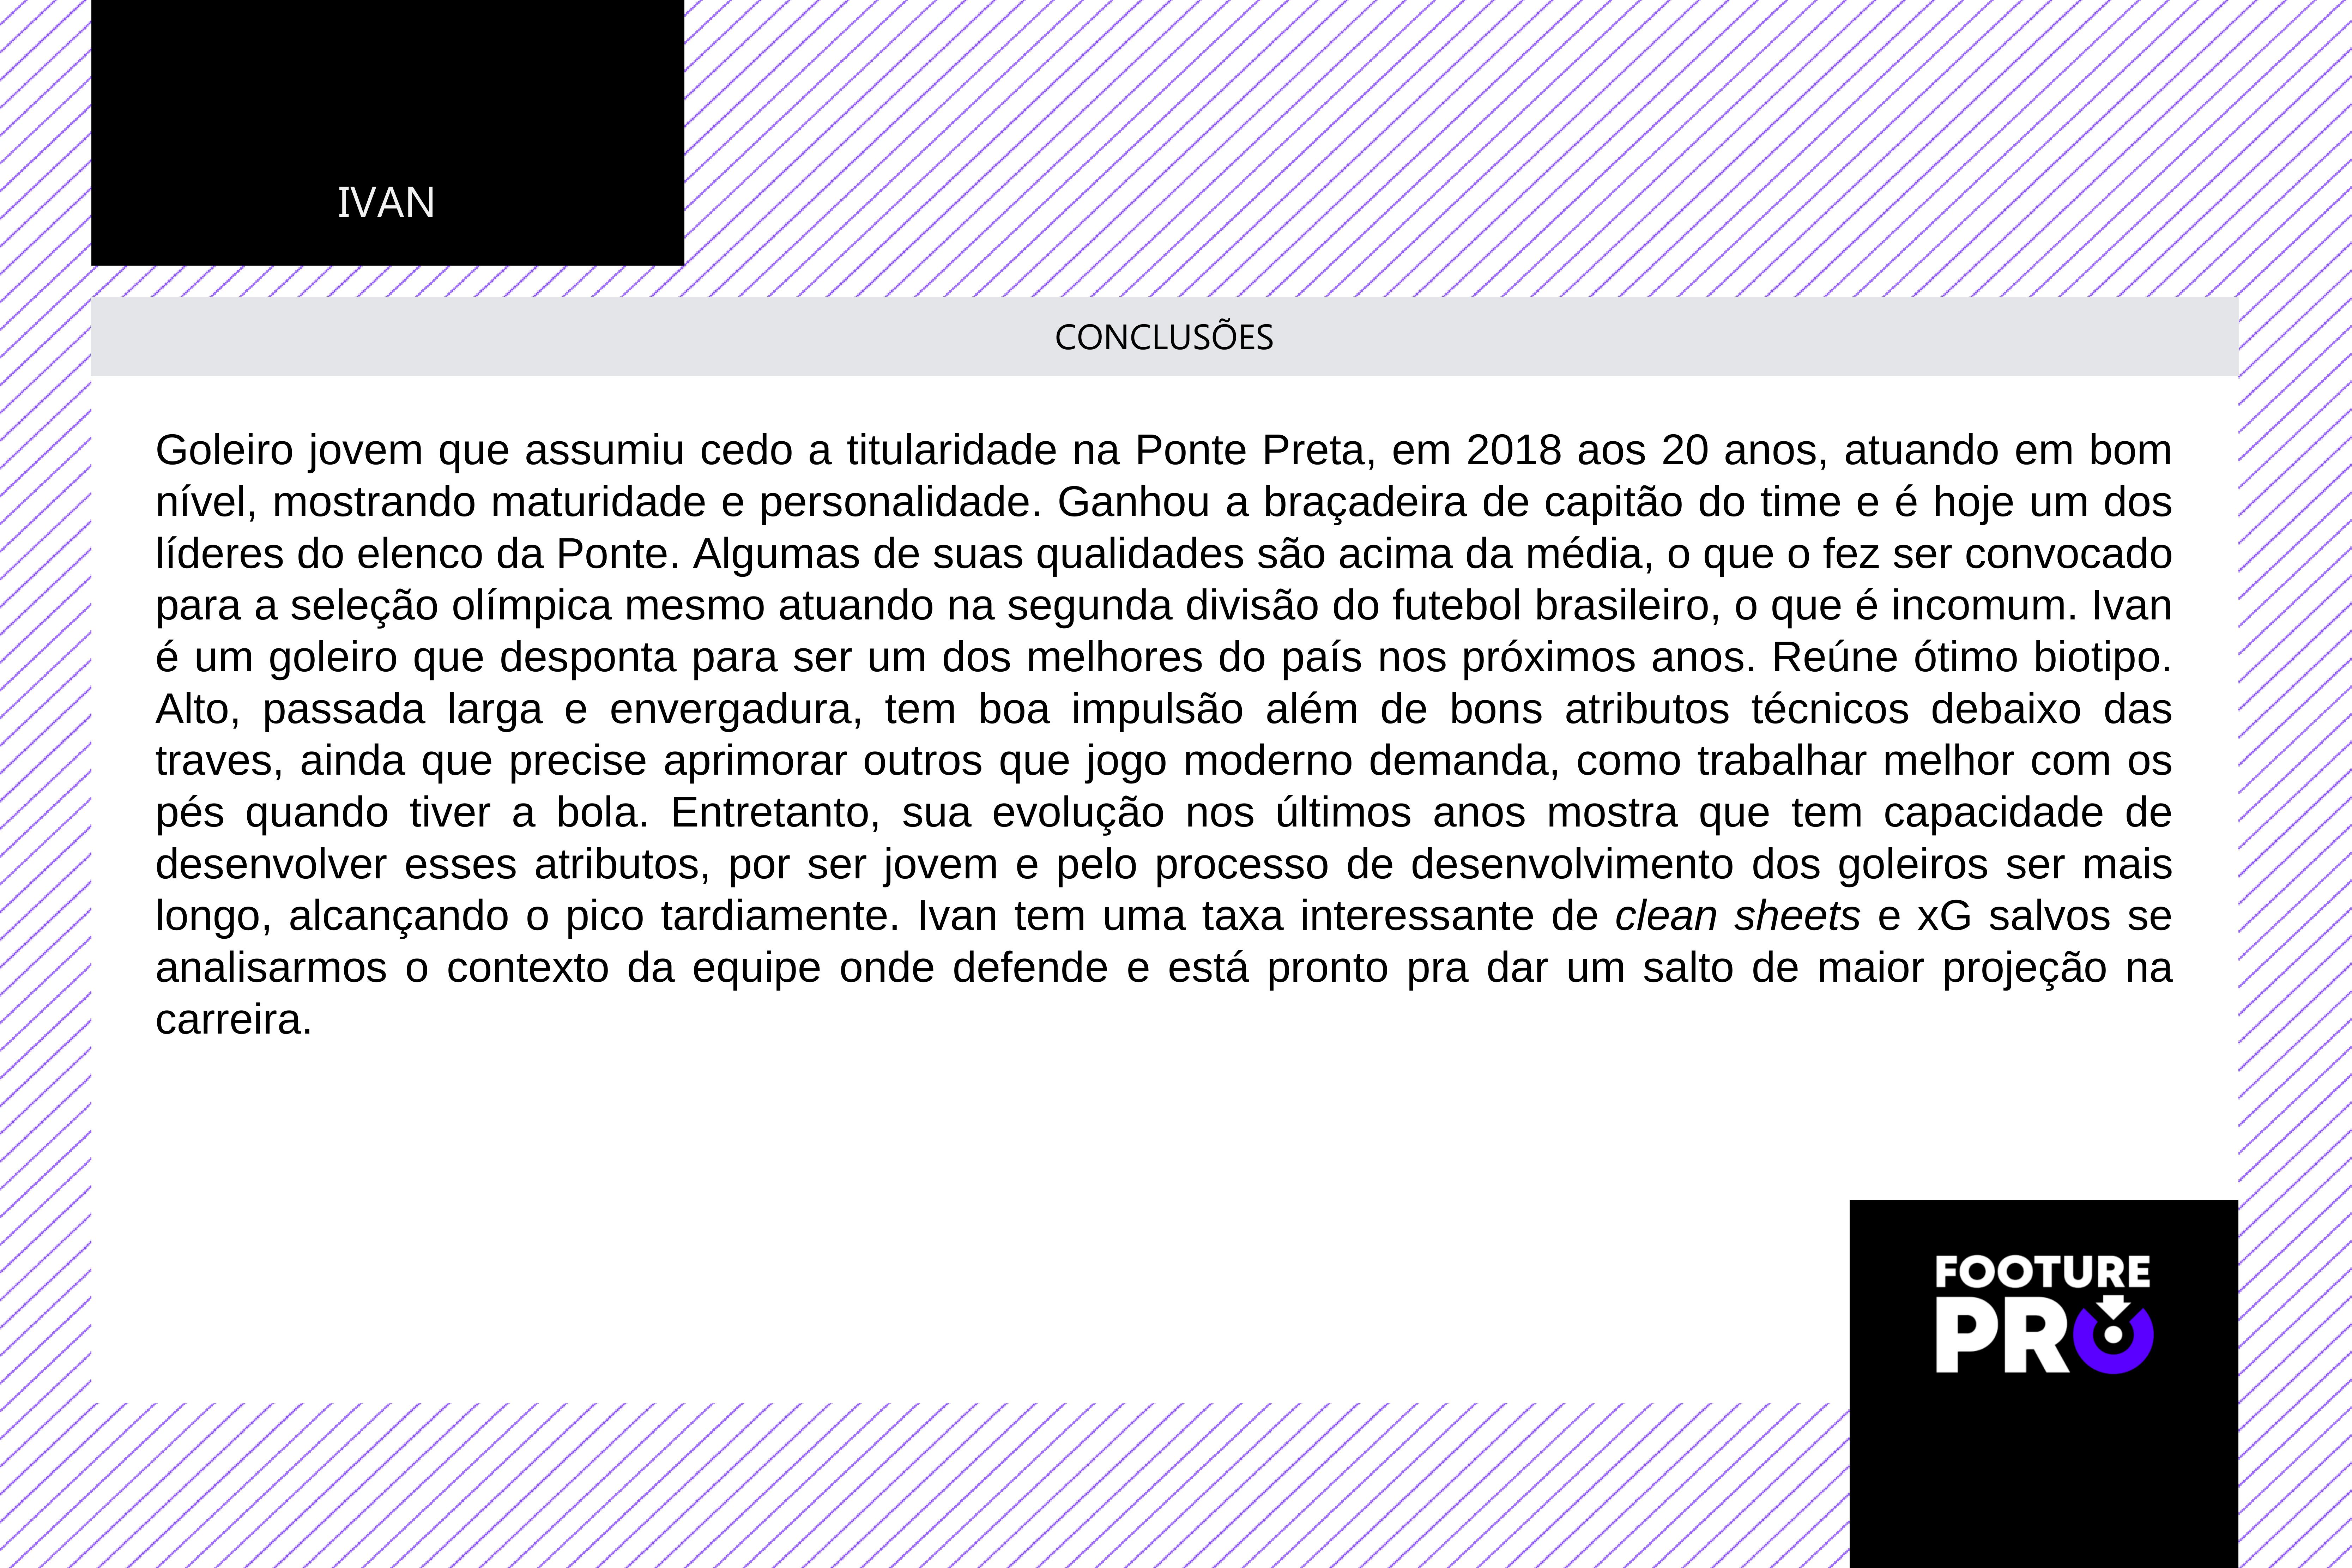 IVAN
CONCLUSÕES
Goleiro jovem que assumiu cedo a titularidade na Ponte Preta, em 2018 aos 20 anos, atuando em bom
nível, mostrando maturidade e personalidade. Ganhou a braçadeira de capitão do time e é hoje um dos
líderes do elenco da Ponte. Algumas de suas qualidades são acima da média, o que o fez ser convocado
para a seleção olímpica mesmo atuando na segunda divisão do futebol brasileiro, o que é incomum. Ivan
é um goleiro que desponta para ser um dos melhores do país nos próximos anos. Reúne ótimo biotipo.
Alto, passada larga e envergadura, tem boa impulsão além de bons atributos técnicos debaixo das
traves, ainda que precise aprimorar outros que jogo moderno demanda, como trabalhar melhor com os
pés quando tiver a bola. Entretanto, sua evolução nos últimos anos mostra que tem capacidade de
desenvolver esses atributos, por ser jovem e pelo processo de desenvolvimento dos goleiros ser mais
longo, alcançando o pico tardiamente. Ivan tem uma taxa interessante de clean sheets e xG salvos se
analisarmos o contexto da equipe onde defende e está pronto pra dar um salto de maior projeção na
carreira.
FOOTURE
PRO